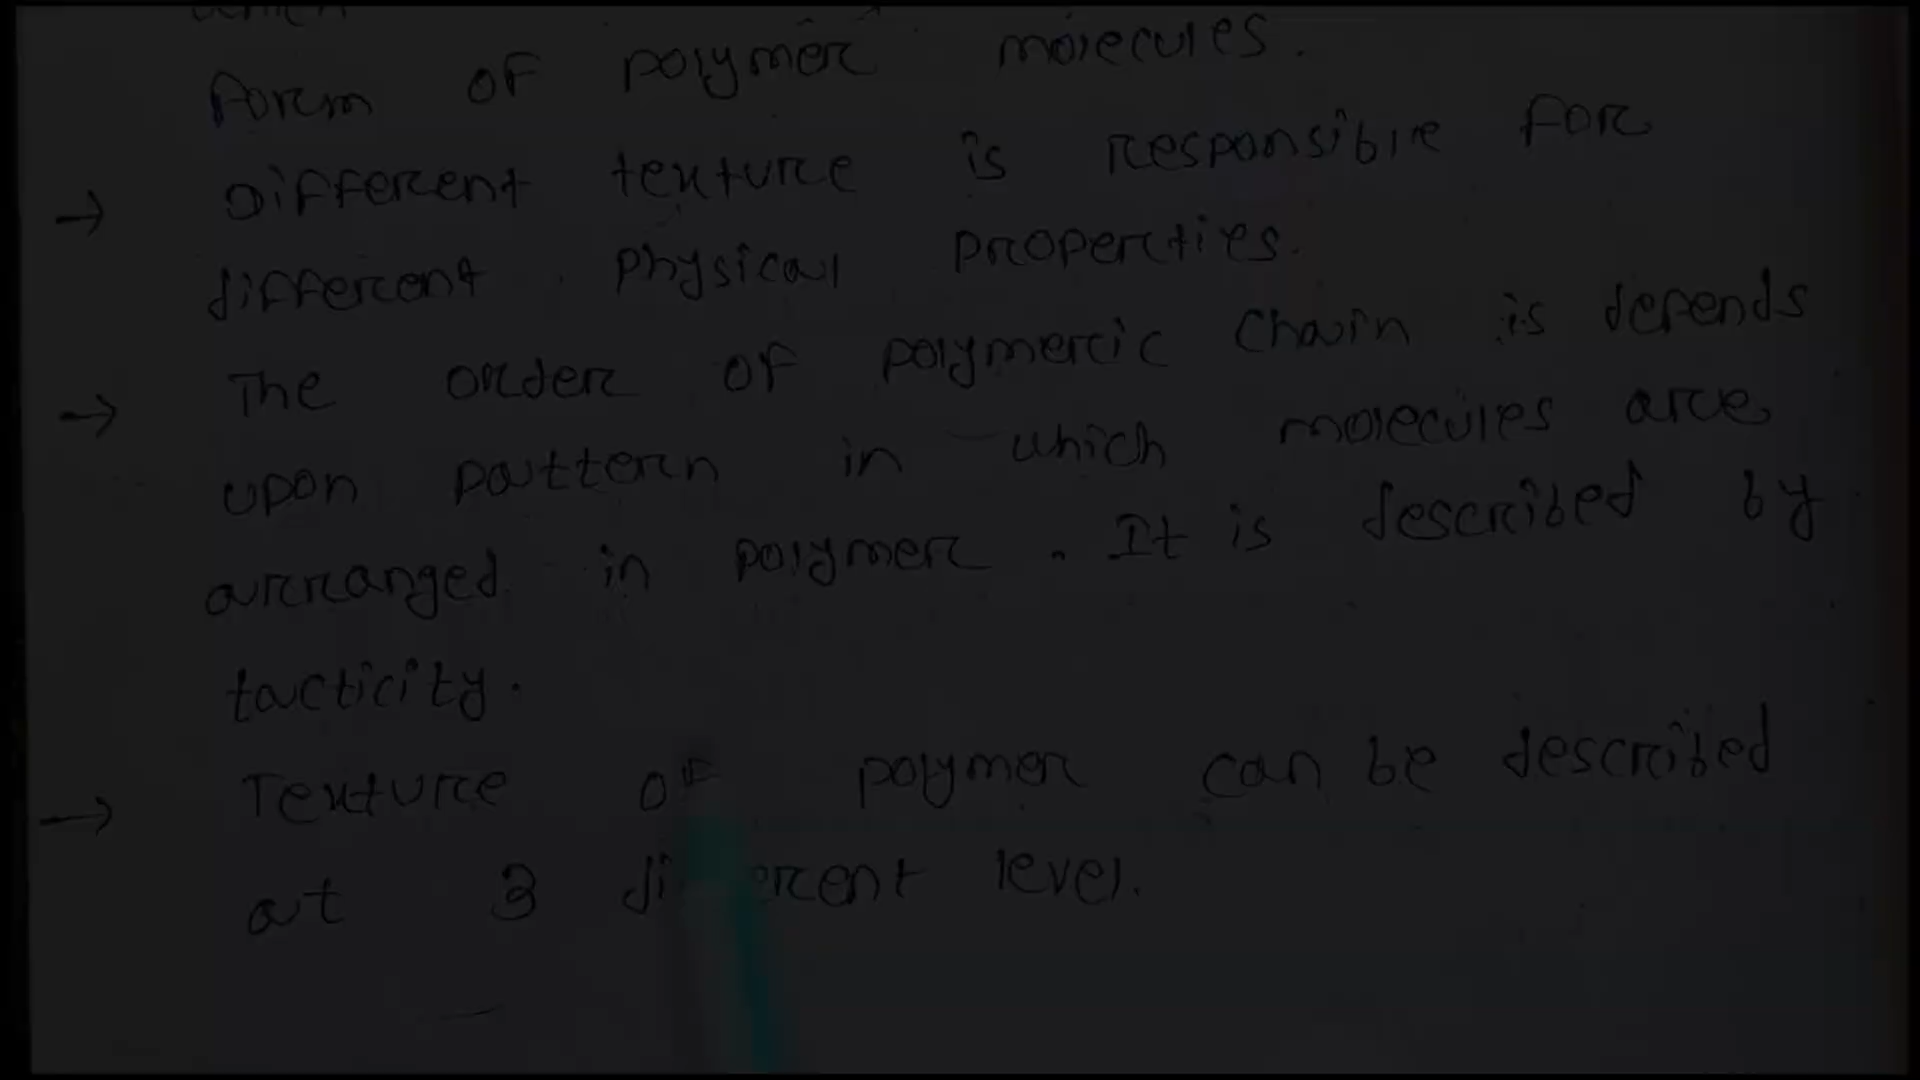 Form of polymer molecules.
→ Different texture is responsible for
different physical properties.
→ The order of polymeric chain is depends
upon pattern in which molecules are
arranged in polymer. It is described by
tacticity.
→ Texture of polymer can be described
at 3 level.